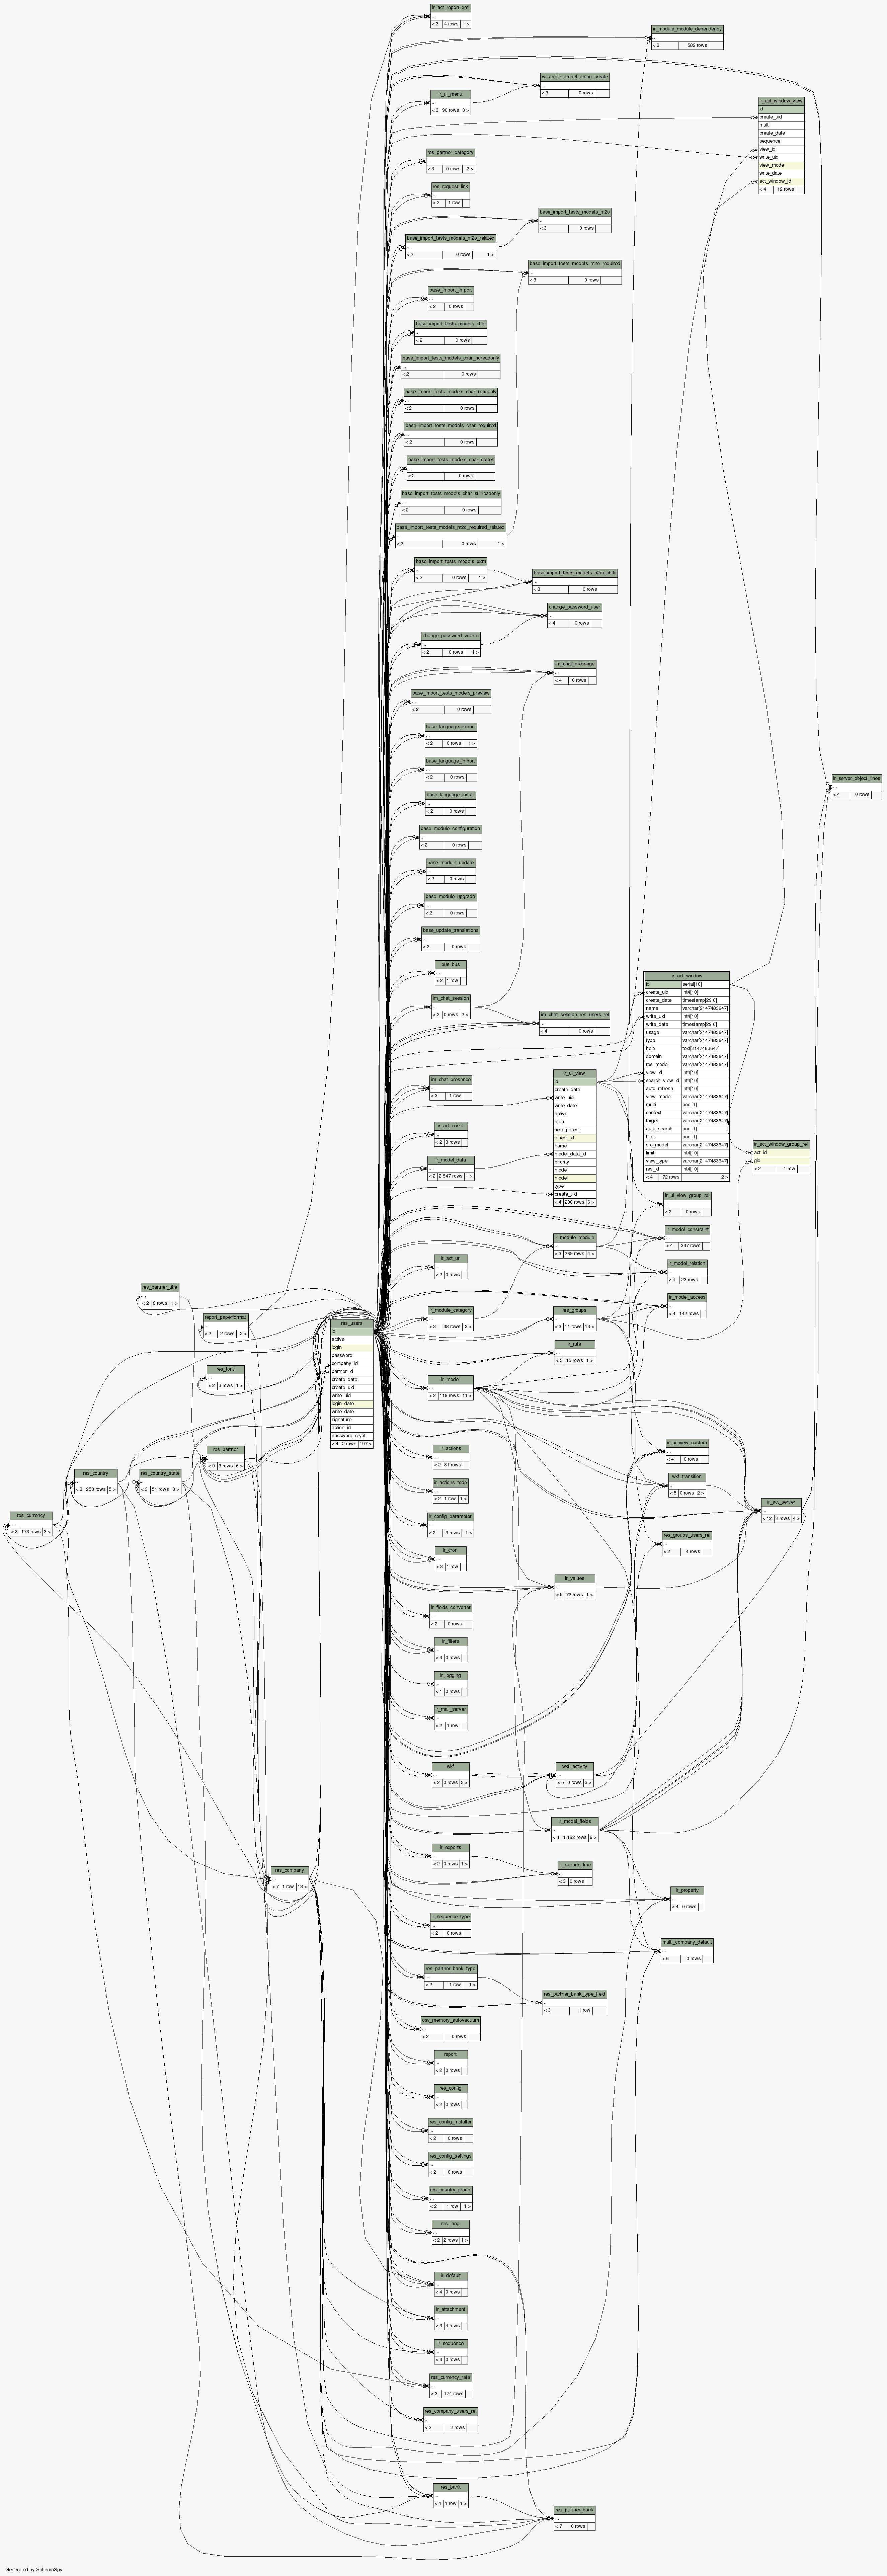 ir_act_report_xml
...
< 3 4 rows 1 >
ir_module_module_dependency
...
< 3 582 rows
wizard_ir_model_menu_create
...
< 3 0 rows
ir_ui_menu
...
< 3 90 rows 3 >
ir_act_window_view
id
create_uid
multi
create_date
sequence
view_id
write_uid
view_mode
write_date
act_window_id
< 4 12 rows
res_partner_category
...
< 3 0 rows 2 >
res_request_link
...
< 2 1 row
base_import_tests_models_m2o
...
< 3 0 rows
base_import_tests_models_m2o_related
...
< 2 0 rows 1 >
base_import_tests_models_m2o_required
...
< 3 0 rows
base_import_import
...
< 2 0 rows
base_import_tests_models_char
...
< 2 0 rows
base_import_tests_models_char_noreadonly
...
< 2 0 rows
base_import_tests_models_char_readonly
...
< 2 0 rows
base_import_tests_models_char_required
...
< 2 0 rows
base_import_tests_models_char_states
...
< 2 0 rows
base_import_tests_models_char_stillreadonly
...
< 2 0 rows
base_import_tests_models_m2o_required_related
...
< 2 0 rows 1 >
base_import_tests_models_o2m
...
< 2 0 rows 1 >
base_import_tests_models_o2m_child
...
< 3 0 rows
change_password_user
...
< 4 0 rows
change_password_wizard
...
< 2 0 rows 1 >
im_chat_message
...
< 4 0 rows
base_import_tests_models_preview
...
< 2 0 rows
base_language_export
...
< 2 0 rows 1 >
base_language_import
...
< 2 0 rows
ir_server_object_lines
...
< 4 0 rows
base_language_install
...
< 2 0 rows
base_module_configuration
...
< 2 0 rows
base_module_update
...
< 2 0 rows
base_module_upgrade
...
< 2 0 rows
base_update_translations
...
< 2 0 rows
bus_bus
...
< 2 1 row
im_chat_session
...
< 2 0 rows 2 >
im_chat_session_res_users_rel
...
< 4 0 rows
ir_act_window
id serial[10]
create_uid int4[10]
create_date timestamp[29,6]
name varchar[2147483647]
write_uid int4[10]
write_date timestamp[29,6]
usage varchar[2147483647]
type varchar[2147483647]
help text[2147483647]
domain varchar[2147483647]
res_model varchar[2147483647]
view_id int4[10]
search_view_id int4[10]
auto_refresh int4[10]
view_mode varchar[2147483647]
multi bool[1]
context varchar[2147483647]
target varchar[2147483647]
auto_search bool[1]
filter bool[1]
src_model varchar[2147483647]
limit int4[10]
view_type varchar[2147483647]
res_id int4[10]
< 4 72 rows 2 >
im_chat_presence
...
< 3 1 row
ir_ui_view
id
create_date
write_uid
write_date
active
arch
field_parent
inherit_id
name
model_data_id
priority
mode
model
type
create_uid
< 4 200 rows 6 >
ir_act_client
...
< 2 3 rows
ir_model_data
...
< 2 2.847 rows 1 >
ir_act_window_group_rel
act_id
gid
< 2 1 row
ir_ui_view_group_rel
...
< 2 0 rows
ir_model_constraint
...
< 4 337 rows
ir_module_module
...
< 3 269 rows 4 >
ir_act_url
...
< 2 0 rows
ir_model_relation
...
< 4 23 rows
ir_model_access
...
< 4 142 rows
res_partner_title
...
< 2 8 rows 1 >
report_paperformat
...
< 2 2 rows 2 >
ir_module_category
...
< 3 38 rows 3 >
res_groups
...
< 3 11 rows 13 >
res_users
id
active
login
password
company_id
partner_id
create_date
create_uid
write_uid
login_date
write_date
signature
action_id
password_crypt
< 4 2 rows 197 >
ir_rule
...
< 3 15 rows 1 >
res_font
...
< 2 3 rows 1 >
ir_model
...
< 2 119 rows 11 >
ir_ui_view_custom
...
< 4 0 rows
res_partner
...
< 9 3 rows 6 >
ir_actions
...
< 2 81 rows
res_country
...
< 3 253 rows 5 >
res_country_state
...
< 3 51 rows 3 >
wkf_transition
...
< 5 0 rows 2 >
ir_actions_todo
...
< 2 1 row 1 >
ir_act_server
...
< 12 2 rows 4 >
res_currency
...
< 3 173 rows 3 >
ir_config_parameter
...
< 2 3 rows 1 >
res_groups_users_rel
...
< 2 4 rows
ir_cron
...
< 3 1 row
ir_values
...
< 5 72 rows 1 >
ir_fields_converter
...
< 2 0 rows
ir_filters
...
< 3 0 rows
ir_logging
...
< 1 0 rows
ir_mail_server
...
< 2 1 row
wkf
...
< 2 0 rows 3 >
wkf_activity
...
< 5 0 rows 3 >
ir_model_fields
...
< 4 1.182 rows 9 >
ir_exports
...
< 2 0 rows 1 >
ir_exports_line
...
< 3 0 rows
res_company
...
< 7 1 row 13 >
ir_property
...
< 4 0 rows
ir_sequence_type
...
< 2 0 rows
multi_company_default
...
< 6 0 rows
res_partner_bank_type
...
< 2 1 row 1 >
res_partner_bank_type_field
...
< 3 1 row
osv_memory_autovacuum
...
< 2 0 rows
report
...
< 2 0 rows
res_config
...
< 2 0 rows
res_config_installer
...
< 2 0 rows
res_config_settings
...
< 2 0 rows
res_country_group
...
< 2 1 row 1 >
res_lang
...
< 2 2 rows 1 >
ir_default
...
< 4 0 rows
ir_attachment
...
< 3 4 rows
ir_sequence
...
< 3 0 rows
res_currency_rate
...
< 3 174 rows
res_company_users_rel
...
< 2 2 rows
res_bank
...
< 4 1 row 1 >
res_partner_bank
...
< 7 0 rows
Generated by SchemaSpy